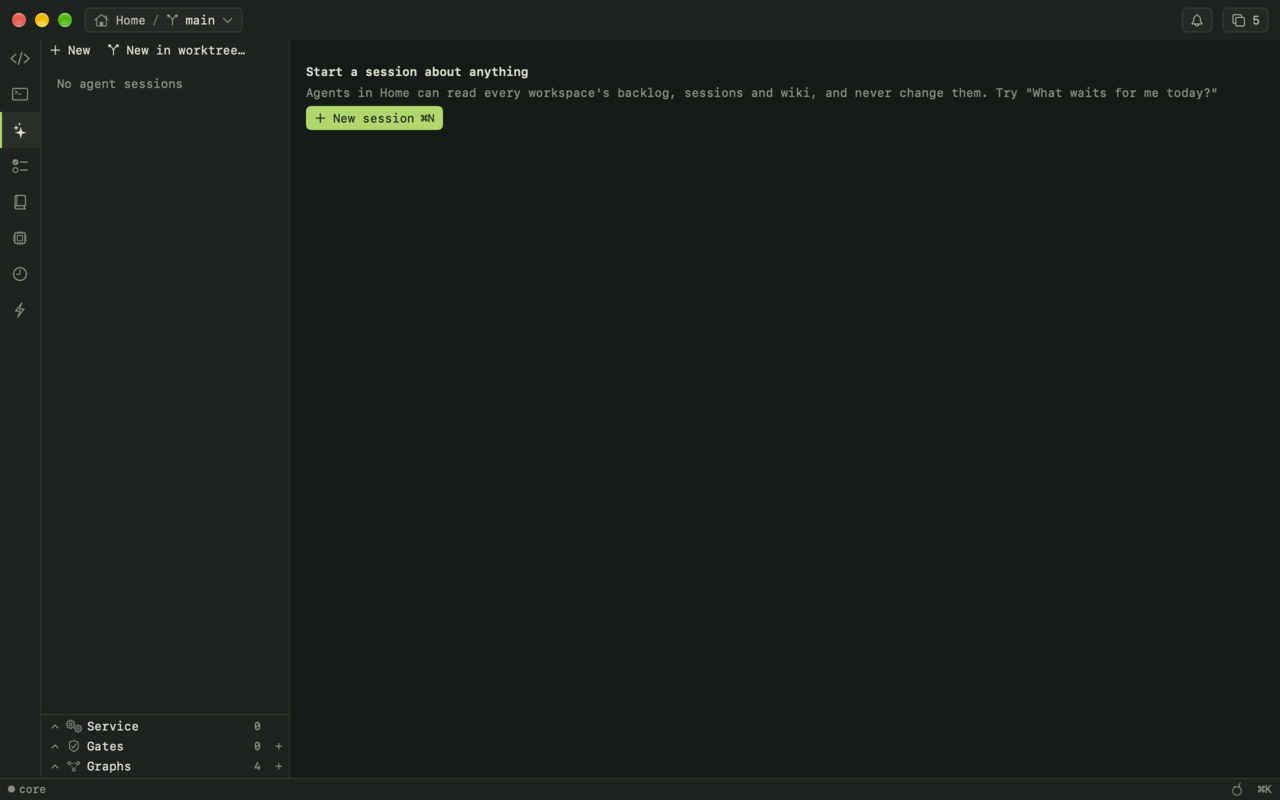 Home / main
5
+ New New in worktree…
No agent sessions
Start a session about anything
Agents in Home can read every workspace's backlog, sessions and wiki, and never change them. Try "What waits for me today?"
+ New session ⌘N
Service 0
Gates 0 +
Graphs 4 +
core
⌘K